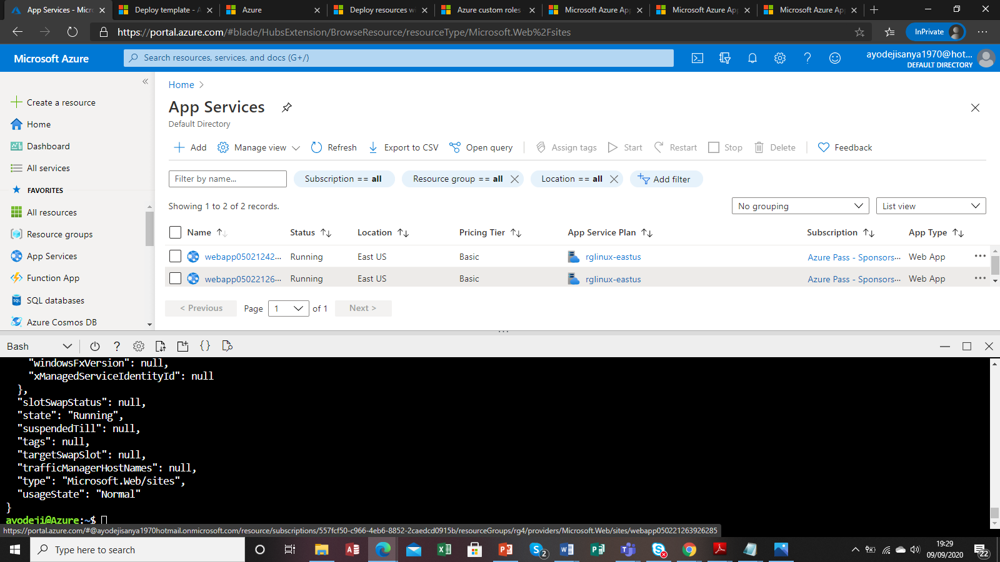 App Services - Micro
Deploy template - A
Azure
Deploy resources wi
Azure custom roles
Microsoft Azure Ap
Microsoft Azure Ap
Microsoft Azure Ap
https://portal.azure.com/#blade/HubsExtension/BrowseResource/resourceType/Microsoft.Web%2Fsites
InPrivate
Microsoft Azure
Search resources, services, and docs (G+/)
ayodejisanya1970@hot...
DEFAULT DIRECTORY
Create a resource
Home
Dashboard
All services
FAVORITES
All resources
Resource groups
App Services
Function App
SQL databases
Azure Cosmos DB
Home
App Services
Default Directory
Add
Manage view
Refresh
Export to CSV
Open query
Assign tags
Start
Restart
Stop
Delete
Feedback
Filter by name...
Subscription == all
Resource group == all
Location == all
Add filter
Showing 1 to 2 of 2 records.
No grouping
List view
Name
Status
Location
Pricing Tier
App Service Plan
Subscription
App Type
webapp05021242... Running East US Basic rglinux-eastus Azure Pass - Sponsors... Web App
webapp05022126... Running East US Basic rglinux-eastus Azure Pass - Sponsors... Web App
< Previous
Page 1 of 1
Next >
Bash
"windowsFxVersion": null,
"xManagedServiceIdentityId": null
},
"slotSwapStatus": null,
"state": "Running",
"suspendedTill": null,
"tags": null,
"targetSwapSlot": null,
"trafficManagerHostNames": null,
"type": "Microsoft.Web/sites",
"usageState": "Normal"
}
ayodeji@Azure:~$
https://portal.azure.com/#@ayodejisanya1970hotmail.onmicrosoft.com/resource/subscriptions/557fcf50-c966-4eb6-8852-2caedcd0915b/resourceGroups/rg4/providers/Microsoft.Web/sites/webapp050221263926285
Type here to search
2
19:29
09/09/2020
22